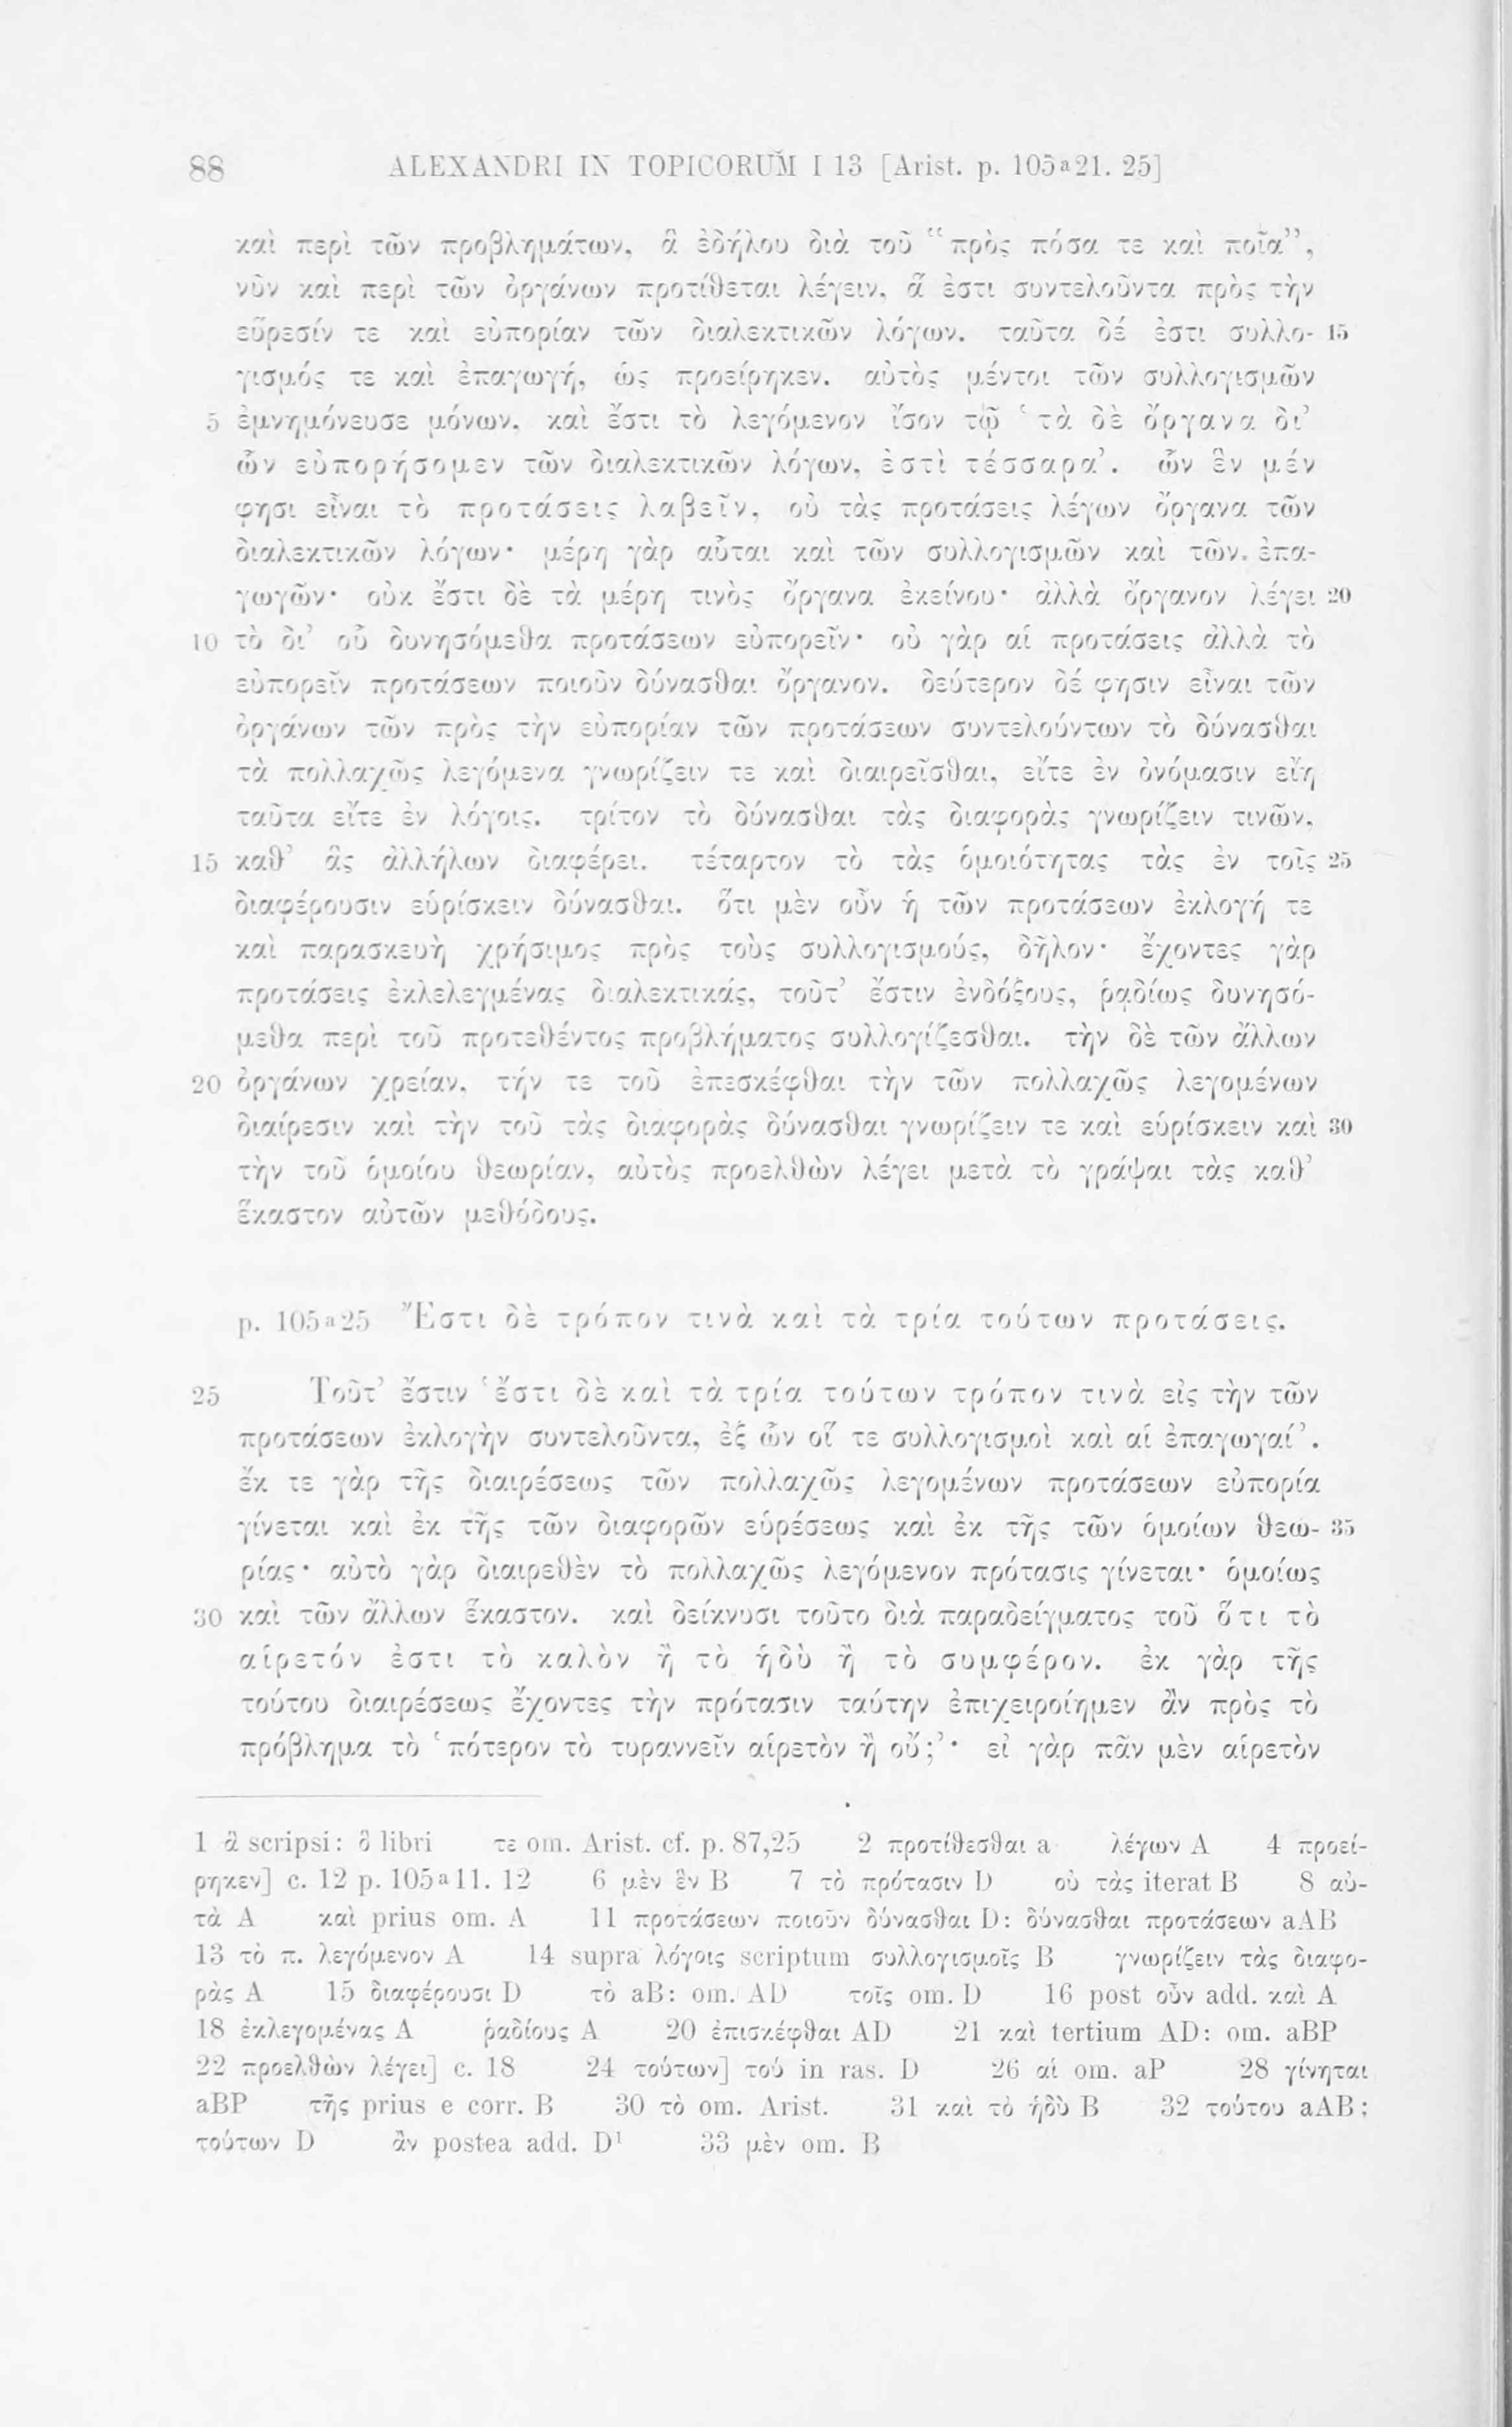 88 ALEXANDRI IN TOPICORUM I 13 [Arist. p. 105a21. 25]
καὶ περὶ τῶν προβλημάτων, ἃ ἐδήλου διὰ τοῦ “πρὸς πόσα τε καὶ ποῖα”,
νῦν καὶ περὶ τῶν ὀργάνων προτίθεται λέγειν, ἅ ἐστι συντελοῦντα πρὸς τὴν
εὕρεσίν τε καὶ εὐπορίαν τῶν διαλεκτικῶν λόγων. ταῦτα δέ ἐστι συλλο- 15
γισμός τε καὶ ἐπαγωγή, ὡς προείρηκεν. αὐτὸς μέντοι τῶν συλλογισμῶν
5 ἐμνημόνευσε μόνων. καὶ ἔστι τὸ λεγόμενον ἴσον τῷ ‘τὰ δὲ ὄργανα δι’
ὧν εὐπορήσομεν τῶν διαλεκτικῶν λόγων, ἐστὶ τέσσαρα’. ὧν ἓν μέν
φησι εἶναι τὸ προτάσεις λαβεῖν, οὐ τὰς προτάσεις λέγων ὄργανα τῶν
διαλεκτικῶν λόγων· μέρη γὰρ αὗται καὶ τῶν συλλογισμῶν καὶ τῶν ἐπα-
γωγῶν· οὐκ ἔστι δὲ τὰ μέρη τινὸς ὄργανα ἐκείνου· ἀλλὰ ὄργανον λέγει 20
10 τὸ δι’ οὗ δυνησόμεθα προτάσεων εὐπορεῖν· οὐ γὰρ αἱ προτάσεις ἀλλὰ τὸ
εὐπορεῖν προτάσεων ποιοῦν δύνασθαι ὄργανον. δεύτερον δέ φησιν εἶναι τῶν
ὀργάνων τῶν πρὸς τὴν εὐπορίαν τῶν προτάσεων συντελούντων τὸ δύνασθαι
τὰ πολλαχῶς λεγόμενα γνωρίζειν τε καὶ διαιρεῖσθαι, εἴτε ἐν ὀνόμασιν εἴη
ταῦτα εἴτε ἐν λόγοις. τρίτον τὸ δύνασθαι τὰς διαφορὰς γνωρίζειν τινῶν,
15 καθ’ ἃς ἀλλήλων διαφέρει. τέταρτον τὸ τὰς ὁμοιότητας τὰς ἐν τοῖς 25
διαφέρουσιν εὑρίσκειν δύνασθαι. ὅτι μὲν οὖν ἡ τῶν προτάσεων ἐκλογή τε
καὶ παρασκευὴ χρήσιμος πρὸς τοὺς συλλογισμούς, δῆλον· ἔχοντες γὰρ
προτάσεις ἐκλελεγμένας διαλεκτικάς, τοῦτ’ ἔστιν ἐνδόξους, ῥᾳδίως δυνησό-
μεθα περὶ τοῦ προτεθέντος προβλήματος συλλογίζεσθαι. τὴν δὲ τῶν ἄλλων
20 ὀργάνων χρείαν, τήν τε τοῦ ἐπεσκέφθαι τὴν τῶν πολλαχῶς λεγομένων
διαίρεσιν καὶ τὴν τοῦ τὰς διαφορὰς δύνασθαι γνωρίζειν τε καὶ εὑρίσκειν καὶ 30
τὴν τοῦ ὁμοίου θεωρίαν, αὐτὸς προελθὼν λέγει μετὰ τὸ γράψαι τὰς καθ’
ἕκαστον αὐτῶν μεθόδους.
p. 105a25 Ἔστι δὲ τρόπον τινὰ καὶ τὰ τρία τούτων προτάσεις.
25 Τοῦτ’ ἔστιν ‘ἔστι δὲ καὶ τὰ τρία τούτων τρόπον τινὰ εἰς τὴν τῶν
προτάσεων ἐκλογὴν συντελοῦντα, ἐξ ὧν οἵ τε συλλογισμοὶ καὶ αἱ ἐπαγωγαί’.
ἔκ τε γὰρ τῆς διαιρέσεως τῶν πολλαχῶς λεγομένων προτάσεων εὐπορία
γίνεται καὶ ἐκ τῆς τῶν διαφορῶν εὑρέσεως καὶ ἐκ τῆς τῶν ὁμοίων θεω- 35
ρίας· αὐτὸ γὰρ διαιρεθὲν τὸ πολλαχῶς λεγόμενον πρότασις γίνεται· ὁμοίως
30 καὶ τῶν ἄλλων ἕκαστον. καὶ δείκνυσι τοῦτο διὰ παραδείγματος τοῦ ὅτι τὸ
αἱρετόν ἐστι τὸ καλὸν ἢ τὸ ἡδὺ ἢ τὸ συμφέρον. ἐκ γὰρ τῆς
τούτου διαιρέσεως ἔχοντες τὴν πρότασιν ταύτην ἐπιχειροίημεν ἂν πρὸς τὸ
πρόβλημα τὸ ‘πότερον τὸ τυραννεῖν αἱρετὸν ἢ οὔ;’· εἰ γὰρ πᾶν μὲν αἱρετὸν
1 ἃ scripsi: ὃ libri τε om. Arist. cf. p. 87,25 2 προτίθεσθαι a λέγων A 4 προεί-
ρηκεν] c. 12 p. 105a11. 12 6 μὲν ἓν B 7 τὸ πρότασιν D οὐ τὰς iterat B 8 αὐ-
τὰ A καὶ prius om. A 11 προτάσεων ποιοῦν δύνασθαι D: δύνασθαι προτάσεων aAB
13 τὸ π. λεγόμενον A 14 supra λόγοις scriptum συλλογισμοῖς B γνωρίζειν τὰς διαφο-
ρὰς A 15 διαφέρουσι D τὸ aB: om. AD τοῖς om. D 16 post οὖν add. καὶ A
18 ἐκλεγομένας A ῥαδίους A 20 ἐπισκέφθαι AD 21 καὶ tertium AD: om. aBP
22 προελθὼν λέγει] c. 18 24 τούτων] τού in ras. D 26 αἱ om. aP 28 γίνηται
aBP τῆς prius e corr. B 30 τὸ om. Arist. 31 καὶ τὸ ἡδὺ B 32 τούτου aAB:
τούτων D ἂν postea add. D¹ 33 μὲν om. B